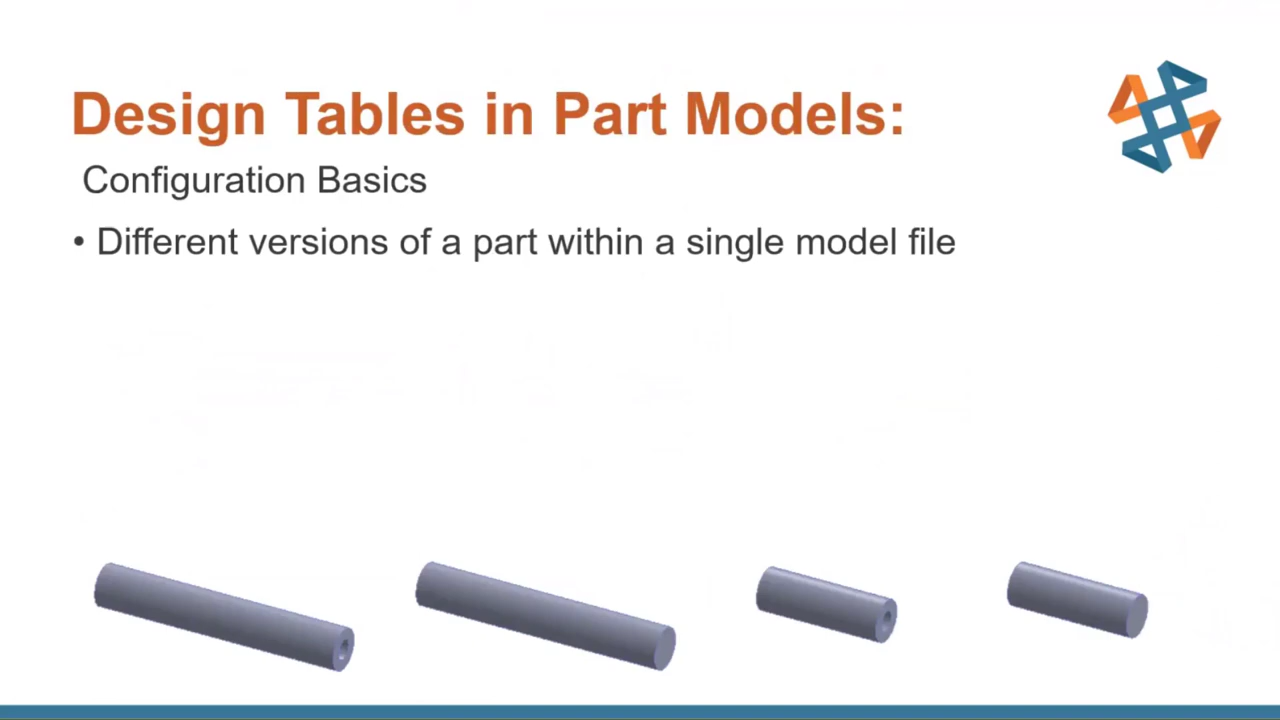 Design Tables in Part Models:
Configuration Basics
• Different versions of a part within a single model file